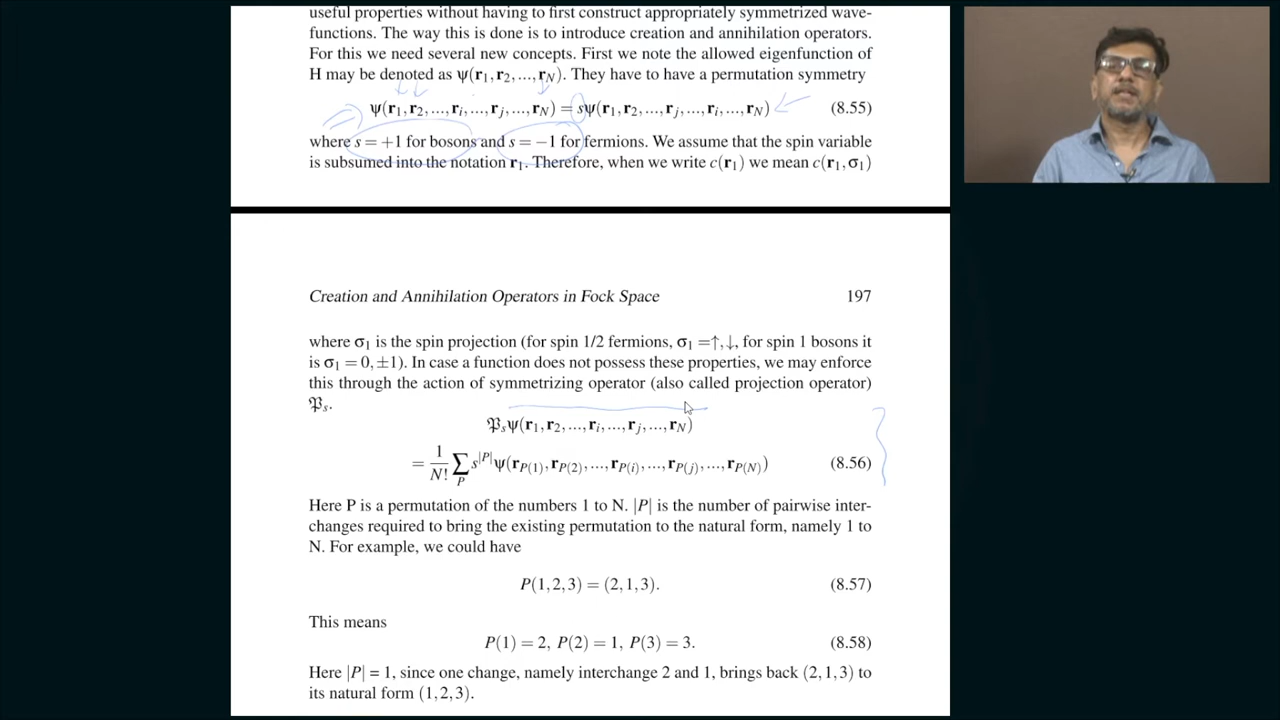 useful properties without having to first construct appropriately symmetrized wave-
functions. The way this is done is to introduce creation and annihilation operators.
For this we need several new concepts. First we note the allowed eigenfunction of
H may be denoted as ψ(r₁,r₂,...,r_N). They have to have a permutation symmetry
ψ(r₁,r₂,...,r_i,...,r_j,...,r_N) = sψ(r₁,r₂,...,r_j,...,r_i,...,r_N) (8.55)
where s = +1 for bosons and s = −1 for fermions. We assume that the spin variable
is subsumed into the notation r₁. Therefore, when we write c(r₁) we mean c(r₁,σ₁)
Creation and Annihilation Operators in Fock Space 197
where σ₁ is the spin projection (for spin 1/2 fermions, σ₁ =↑,↓, for spin 1 bosons it
is σ₁ = 0,±1). In case a function does not possess these properties, we may enforce
this through the action of symmetrizing operator (also called projection operator)
𝔓_s.
𝔓_sψ(r₁,r₂,...,r_i,...,r_j,...,r_N)
= 1/N! ∑_P s^|P| ψ(r_P(1),r_P(2),...,r_P(i),...,r_P(j),...,r_P(N)) (8.56)
Here P is a permutation of the numbers 1 to N. |P| is the number of pairwise inter-
changes required to bring the existing permutation to the natural form, namely 1 to
N. For example, we could have
P(1,2,3) = (2,1,3). (8.57)
This means
P(1) = 2, P(2) = 1, P(3) = 3. (8.58)
Here |P| = 1, since one change, namely interchange 2 and 1, brings back (2,1,3) to
its natural form (1,2,3).